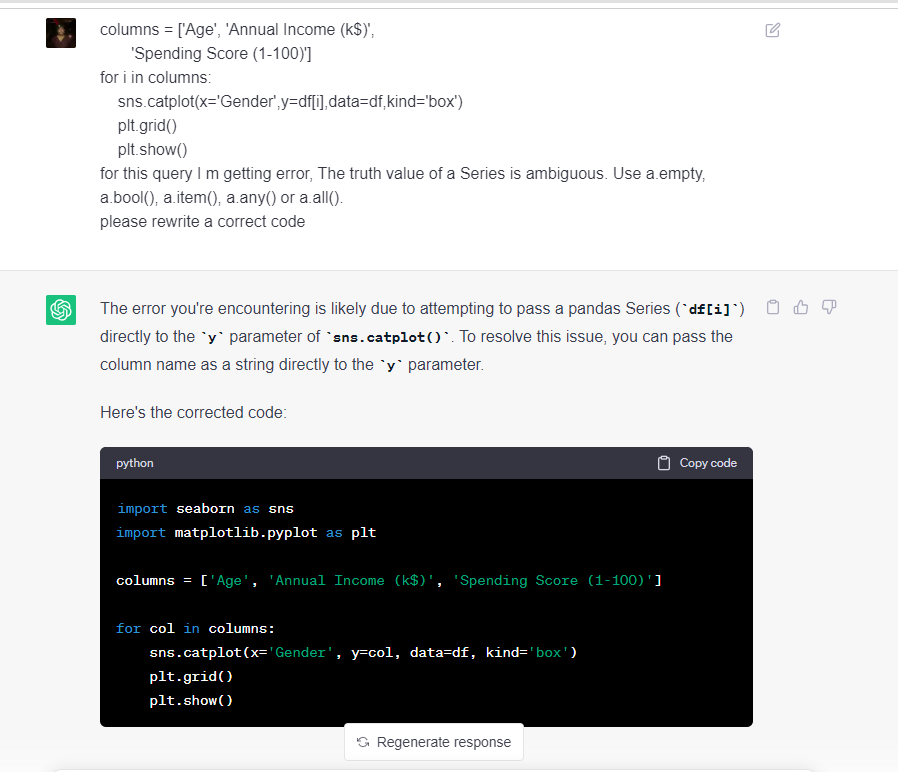 columns = ['Age', 'Annual Income (k$)',
'Spending Score (1-100)']
for i in columns:
sns.catplot(x='Gender',y=df[i],data=df,kind='box')
plt.grid()
plt.show()
for this query I m getting error, The truth value of a Series is ambiguous. Use a.empty,
a.bool(), a.item(), a.any() or a.all().
please rewrite a correct code
The error you're encountering is likely due to attempting to pass a pandas Series (`df[i]`)
directly to the `y` parameter of `sns.catplot()`. To resolve this issue, you can pass the
column name as a string directly to the `y` parameter.
Here's the corrected code:
python
Copy code
import seaborn as sns
import matplotlib.pyplot as plt
columns = ['Age', 'Annual Income (k$)', 'Spending Score (1-100)']
for col in columns:
sns.catplot(x='Gender', y=col, data=df, kind='box')
plt.grid()
plt.show()
Regenerate response